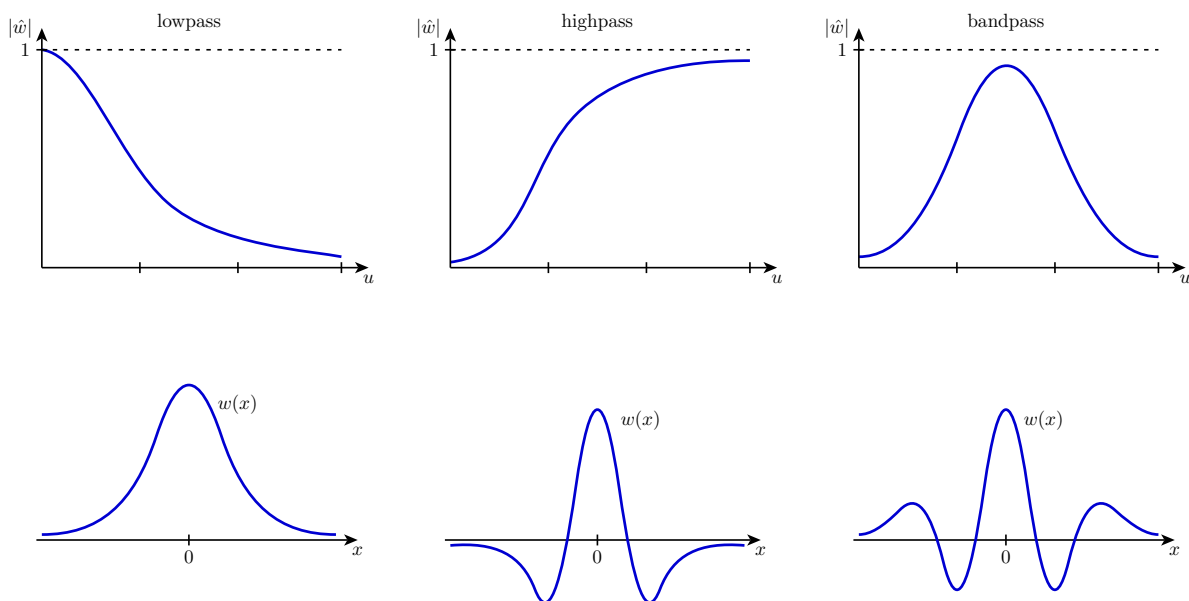 lowpass
|ŵ|
1
u
highpass
|ŵ|
1
u
bandpass
|ŵ|
1
u
w(x)
0
x
w(x)
0
x
w(x)
0
x